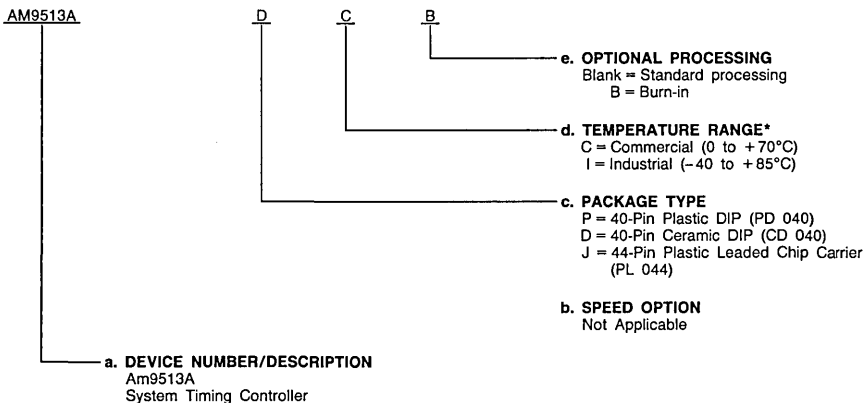 AM9513A D C B
e. OPTIONAL PROCESSING
Blank = Standard processing
B = Burn-in
d. TEMPERATURE RANGE*
C = Commercial (0 to +70°C)
I = Industrial (-40 to +85°C)
c. PACKAGE TYPE
P = 40-Pin Plastic DIP (PD 040)
D = 40-Pin Ceramic DIP (CD 040)
J = 44-Pin Plastic Leaded Chip Carrier
(PL 044)
b. SPEED OPTION
Not Applicable
a. DEVICE NUMBER/DESCRIPTION
Am9513A
System Timing Controller